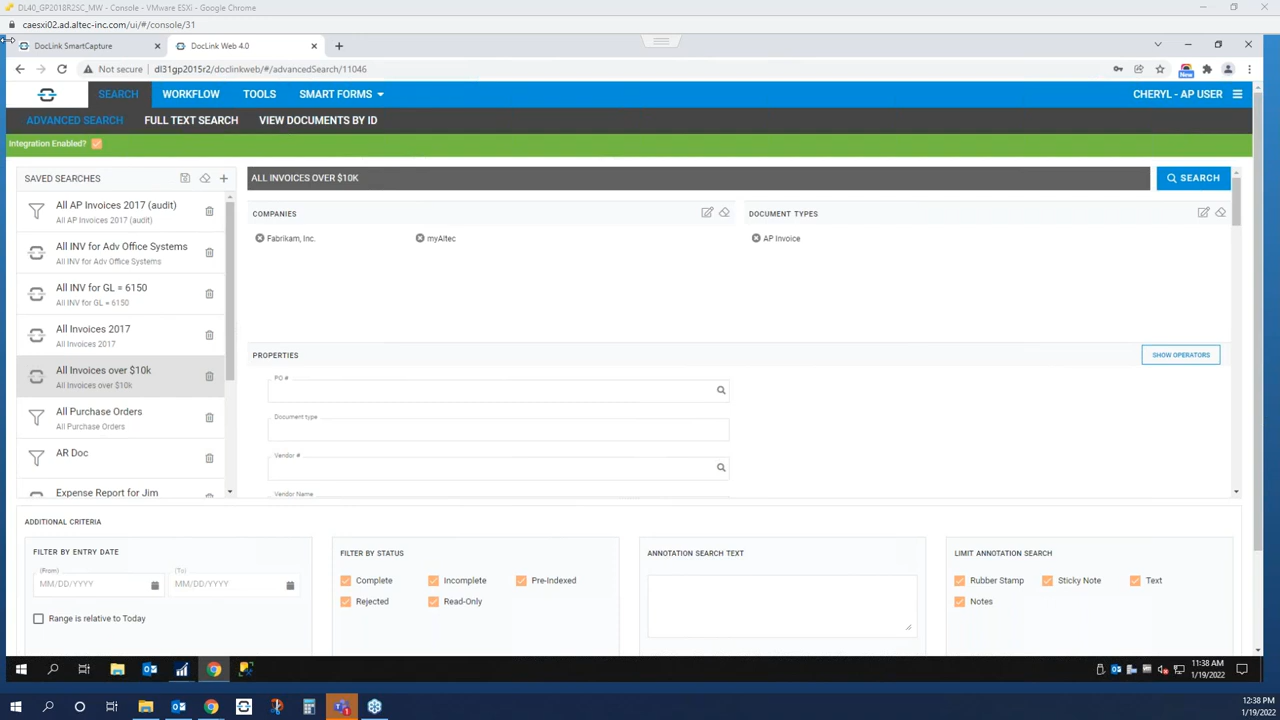 DL40_GP2018R2SC_MW - Console - VMware ESXi - Google Chrome
caesxi02.ad.altec-inc.com/ui/#/console/31
DocLink SmartCapture
DocLink Web 4.0
Not secure
dl31gp2015r2/doclinkweb/#/advancedSearch/11046
New
SEARCH
WORKFLOW
TOOLS
SMART FORMS
CHERYL - AP USER
ADVANCED SEARCH
FULL TEXT SEARCH
VIEW DOCUMENTS BY ID
Integration Enabled?
SAVED SEARCHES
All AP Invoices 2017 (audit)
All AP Invoices 2017 (audit)
All INV for Adv Office Systems
All INV for Adv Office Systems
All INV for GL = 6150
All INV for GL = 6150
All Invoices 2017
All Invoices 2017
All Invoices over $10k
All Invoices over $10k
All Purchase Orders
All Purchase Orders
AR Doc
Expense Report for Jim
ALL INVOICES OVER $10K
SEARCH
COMPANIES
Fabrikam, Inc.
myAltec
DOCUMENT TYPES
AP Invoice
PROPERTIES
SHOW OPERATORS
PO #
Document type
Vendor #
Vendor Name
ADDITIONAL CRITERIA
FILTER BY ENTRY DATE
(From)
MM/DD/YYYY
(To)
MM/DD/YYYY
Range is relative to Today
FILTER BY STATUS
Complete
Incomplete
Pre-Indexed
Rejected
Read-Only
ANNOTATION SEARCH TEXT
LIMIT ANNOTATION SEARCH
Rubber Stamp
Sticky Note
Text
Notes
11:38 AM
1/19/2022
12:38 PM
1/19/2022